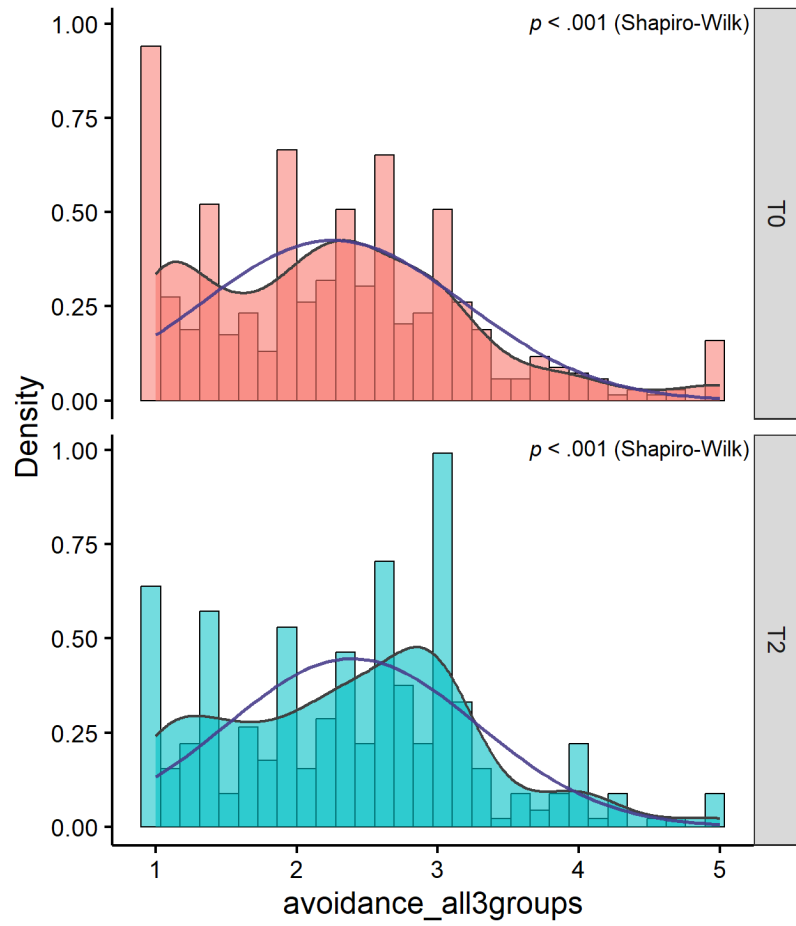 p < .001 (Shapiro-Wilk)
1.00
0.75
0.50
0.25
0.00
T0
Density
p < .001 (Shapiro-Wilk)
1.00
0.75
0.50
0.25
0.00
T2
1 2 3 4 5
avoidance_all3groups